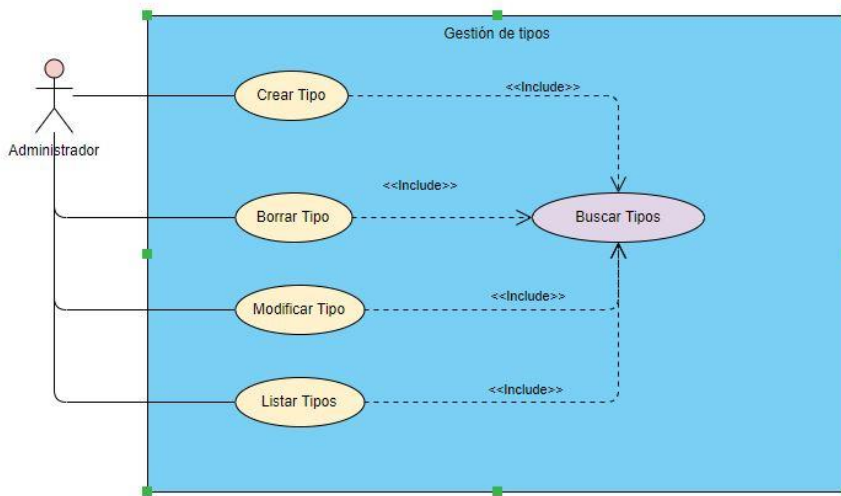 Gestión de tipos
Crear Tipo
<<Include>>
Administrador
Borrar Tipo
<<Include>>
Buscar Tipos
Modificar Tipo
<<Include>>
Listar Tipos
<<Include>>